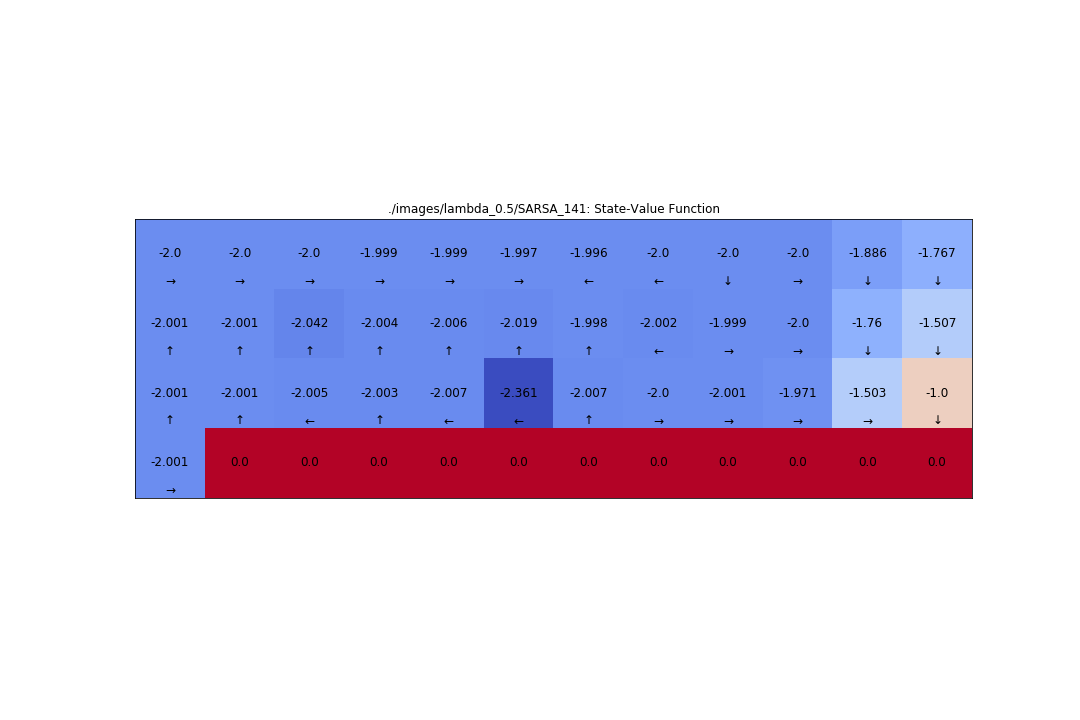 ./images/lambda_0.5/SARSA_141: State-Value Function
-2.0 -2.0 -2.0 -1.999 -1.999 -1.997 -1.996 -2.0 -2.0 -2.0 -1.886 -1.767
→ → → → → → ← ← ↓ → ↓ ↓
-2.001 -2.001 -2.042 -2.004 -2.006 -2.019 -1.998 -2.002 -1.999 -2.0 -1.76 -1.507
↑ ↑ ↑ ↑ ↑ ↑ ↑ ← → → ↓ ↓
-2.001 -2.001 -2.005 -2.003 -2.007 -2.361 -2.007 -2.0 -2.001 -1.971 -1.503 -1.0
↑ ↑ ← ↑ ← ← ↑ → → → → ↓
-2.001 0.0 0.0 0.0 0.0 0.0 0.0 0.0 0.0 0.0 0.0 0.0
→